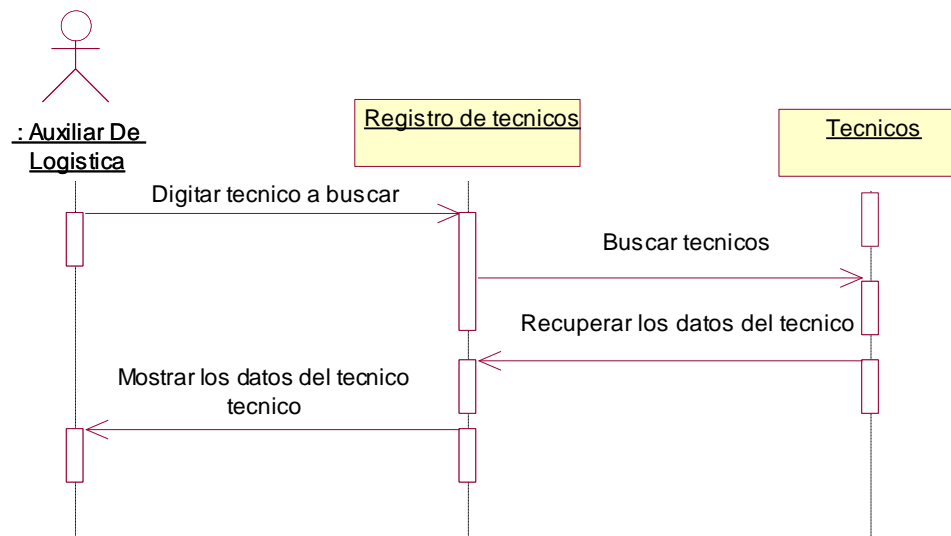 : Auxiliar De
Logistica
Registro de tecnicos
Tecnicos
Digitar tecnico a buscar
Buscar tecnicos
Recuperar los datos del tecnico
Mostrar los datos del tecnico
tecnico